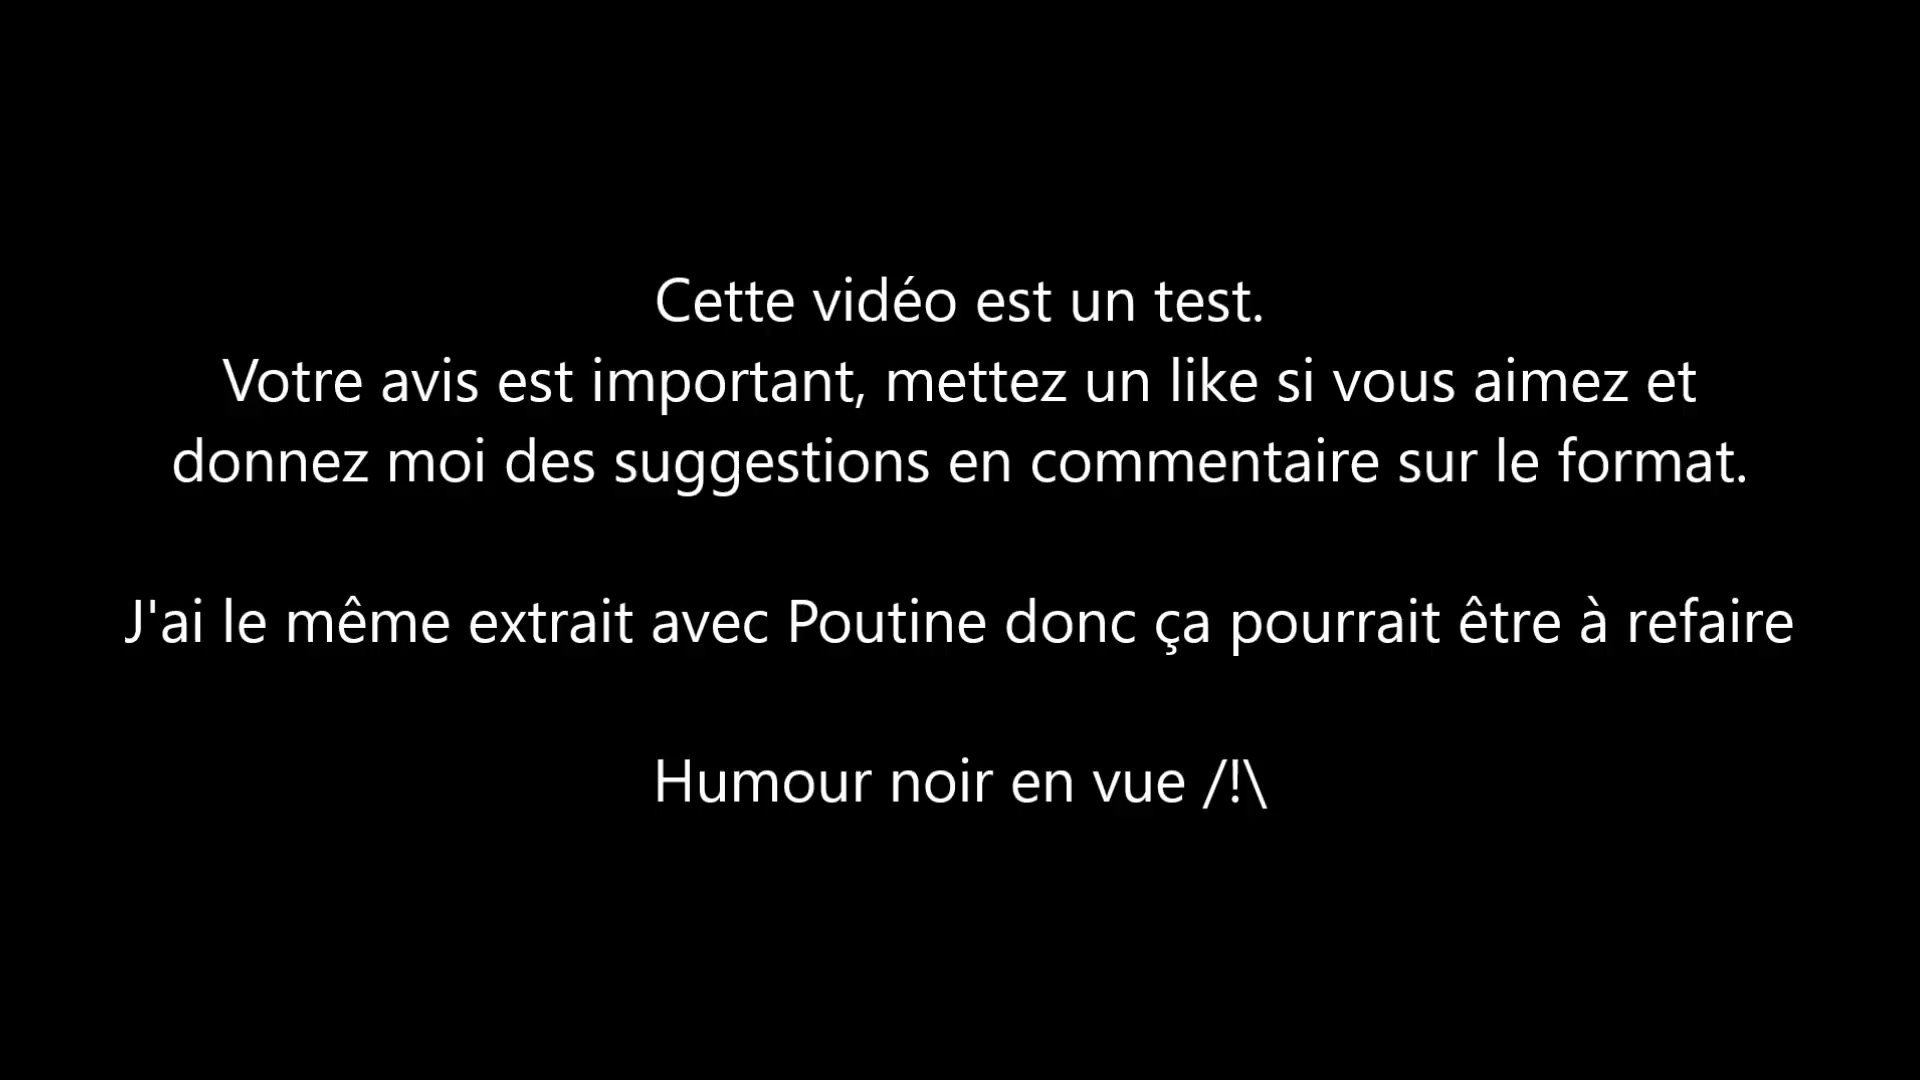 Cette vidéo est un test.
Votre avis est important, mettez un like si vous aimez et
donnez moi des suggestions en commentaire sur le format.
J'ai le même extrait avec Poutine donc ça pourrait être à refaire
Humour noir en vue /!\